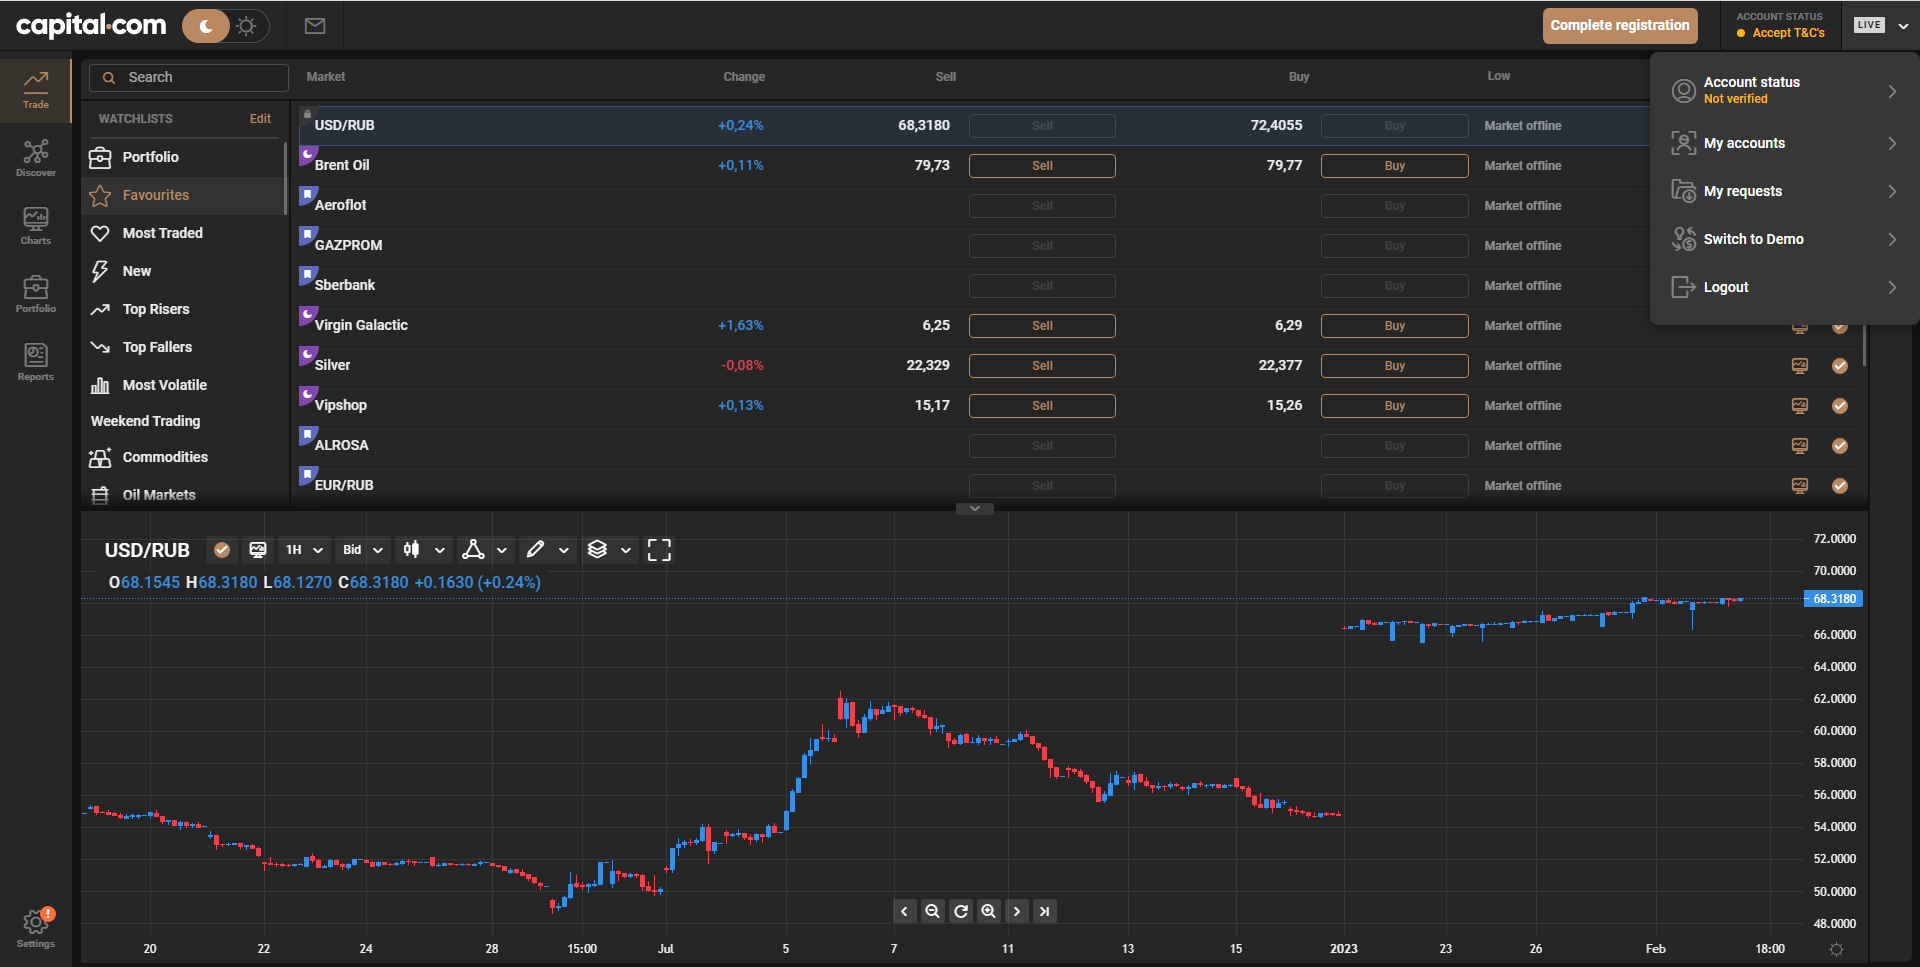 capital.com
Complete registration
ACCOUNT STATUS
Accept T&C's
LIVE
Trade
Discover
Charts
Portfolio
Reports
Settings
Search
WATCHLISTS Edit
Portfolio
Favourites
Most Traded
New
Top Risers
Top Fallers
Most Volatile
Weekend Trading
Commodities
Oil Markets
Market Change Sell Buy Low
USD/RUB +0,24% 68,3180 Sell 72,4055 Buy Market offline
Brent Oil +0,11% 79,73 Sell 79,77 Buy Market offline
Aeroflot Sell Buy Market offline
GAZPROM Sell Buy Market offline
Sberbank Sell Buy Market offline
Virgin Galactic +1,63% 6,25 Sell 6,29 Buy Market offline
Silver -0,08% 22,329 Sell 22,377 Buy Market offline
Vipshop +0,13% 15,17 Sell 15,26 Buy Market offline
ALROSA Sell Buy Market offline
EUR/RUB Sell Buy Market offline
Account status
Not verified
My accounts
My requests
Switch to Demo
Logout
USD/RUB 1H Bid
O68.1545 H68.3180 L68.1270 C68.3180 +0.1630 (+0.24%)
72.0000
70.0000
68.3180
66.0000
64.0000
62.0000
60.0000
58.0000
56.0000
54.0000
52.0000
50.0000
48.0000
20 22 24 28 15:00 Jul 5 7 11 13 15 2023 23 26 Feb 18:00